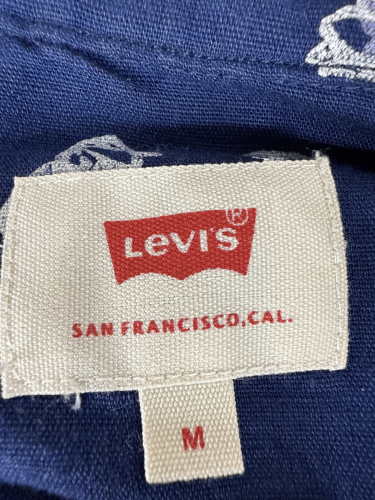 Levi's®
SAN FRANCISCO, CAL.
M